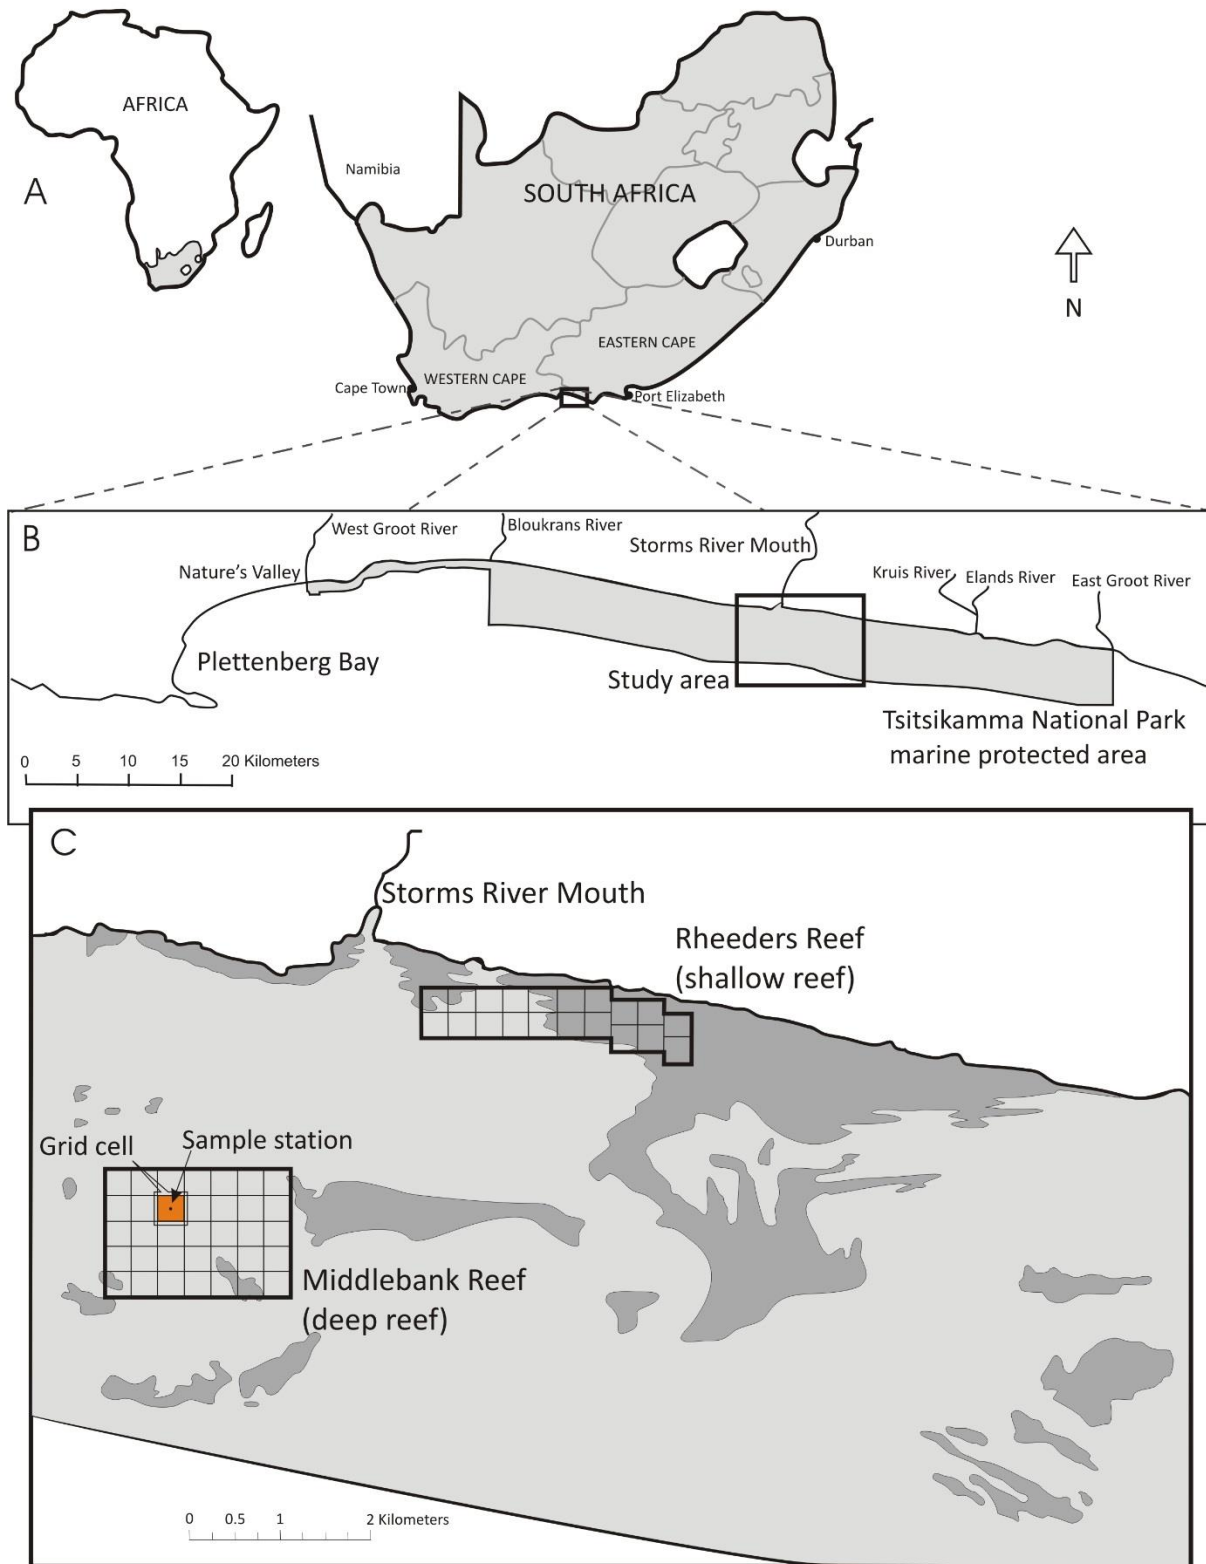 A
AFRICA
Namibia
SOUTH AFRICA
Durban
N
EASTERN CAPE
WESTERN CAPE
Cape Town
Port Elizabeth
B
West Groot River
Bloukrans River
Storms River Mouth
Nature's Valley
Kruis River
Elands River
East Groot River
Plettenberg Bay
Study area
Tsitsikamma National Park
marine protected area
0 5 10 15 20 Kilometers
C
Storms River Mouth
Rheeders Reef
(shallow reef)
Grid cell
Sample station
Middlebank Reef
(deep reef)
0 0.5 1 2 Kilometers